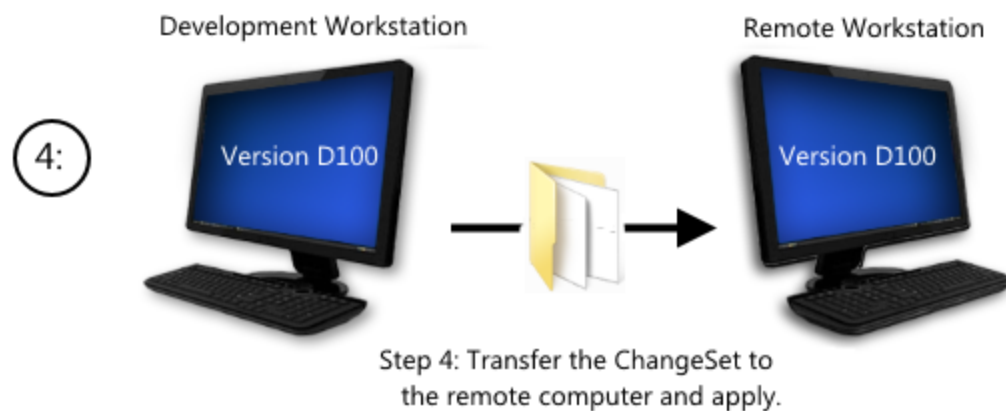 Development Workstation
Remote Workstation
4:
Version D100
Version D100
Step 4: Transfer the ChangeSet to
the remote computer and apply.